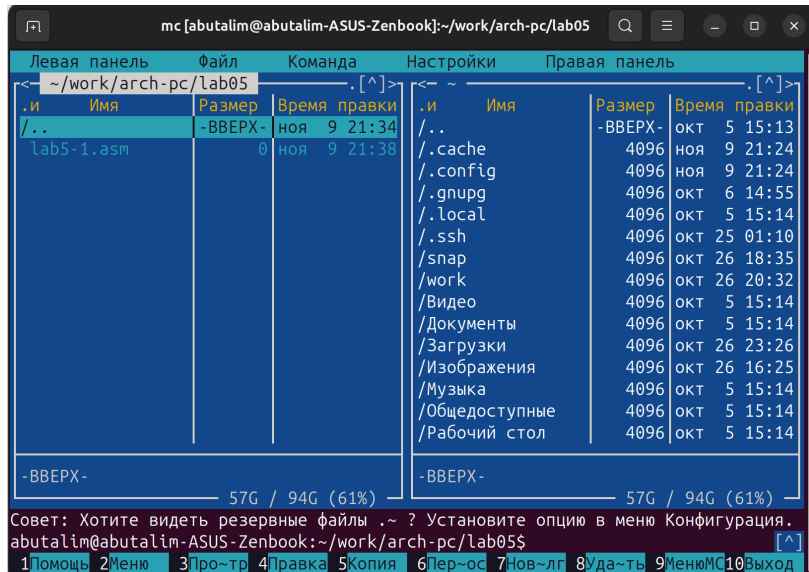 mc [abutalim@abutalim-ASUS-Zenbook]:~/work/arch-pc/lab05
Левая панель Файл Команда Настройки Правая панель
<— ~/work/arch-pc/lab05 .[^]> <— ~ .[^]>
.и Имя Размер Время правки .и Имя Размер Время правки
/.. -ВВЕРХ- ноя 9 21:34 /.. -ВВЕРХ- окт 5 15:13
lab5-1.asm 0 ноя 9 21:38 /.cache 4096 ноя 9 21:24
/.config 4096 ноя 9 21:24
/.gnupg 4096 окт 6 14:55
/.local 4096 окт 5 15:14
/.ssh 4096 окт 25 01:10
/snap 4096 окт 26 18:35
/work 4096 окт 26 20:32
/Видео 4096 окт 5 15:14
/Документы 4096 окт 5 15:14
/Загрузки 4096 окт 26 23:26
/Изображения 4096 окт 26 16:25
/Музыка 4096 окт 5 15:14
/Общедоступные 4096 окт 5 15:14
/Рабочий стол 4096 окт 5 15:14
-ВВЕРХ- -ВВЕРХ-
57G / 94G (61%) 57G / 94G (61%)
Совет: Хотите видеть резервные файлы .~ ? Установите опцию в меню Конфигурация.
abutalim@abutalim-ASUS-Zenbook:~/work/arch-pc/lab05$ [^]
1Помощь 2Меню 3Про~тр 4Правка 5Копия 6Пер~ос 7Нов~лг 8Уда~ть 9МенюMC 10Выход